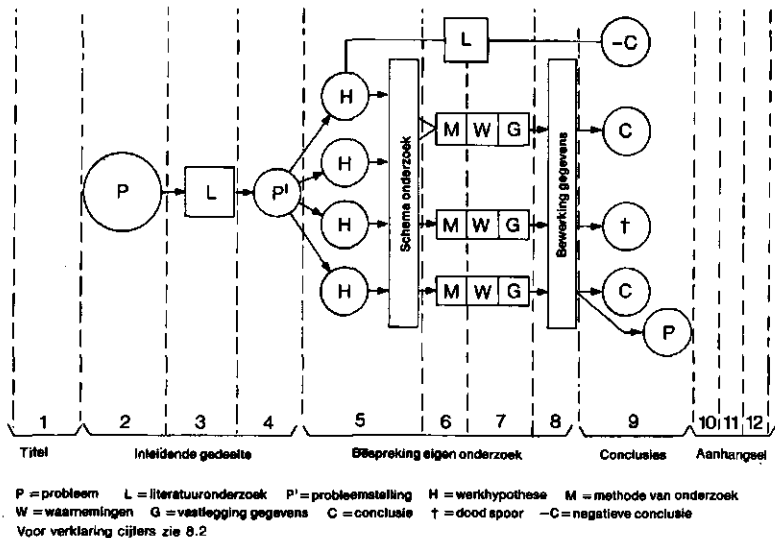 L -C
H
M W G C
H
P L P' Schema onderzoek Bewerking gegevens
H M W G †
H M W G C
P
1 2 3 4 5 6 7 8 9 10 11 12
Titel Inleidende gedeelte Bespreking eigen onderzoek Conclusies Aanhangsel
P = probleem L = literatuuronderzoek P' = probleemstelling H = werkhypothese M = methode van onderzoek
W = waarnemingen G = vastlegging gegevens C = conclusie † = dood spoor -C = negatieve conclusie
Voor verklaring cijfers zie 8.2